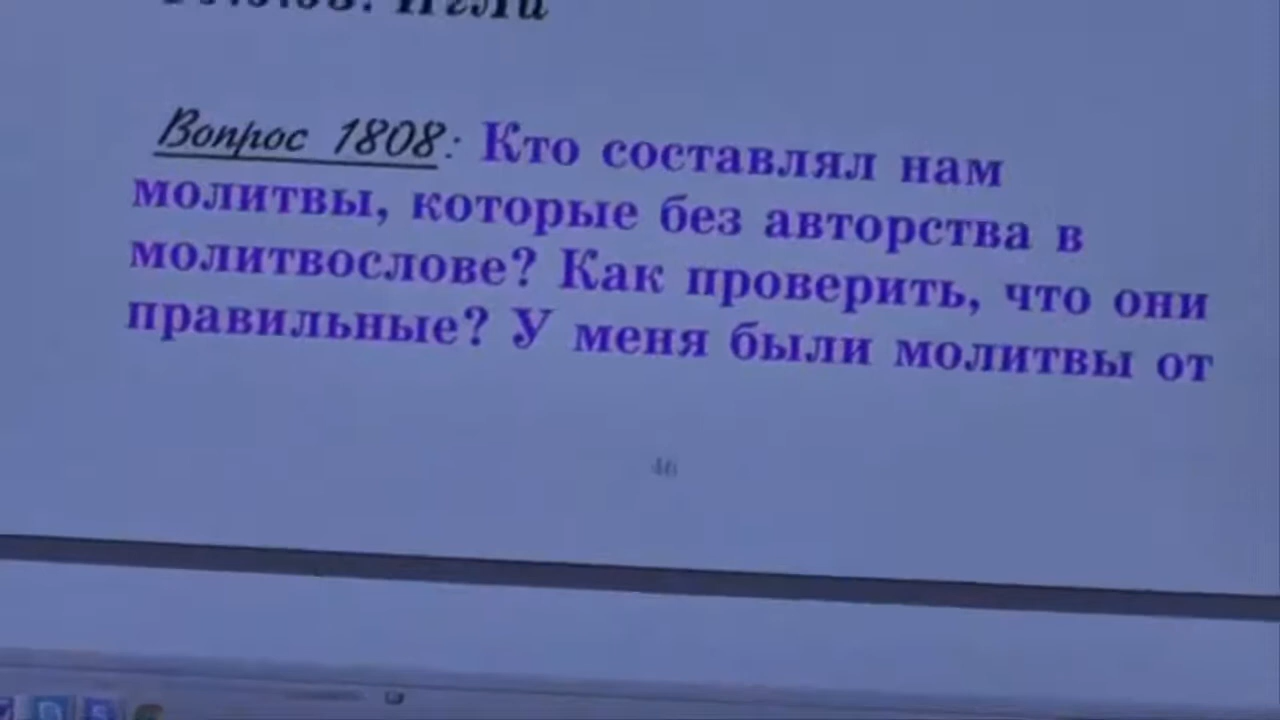 Вопрос 1808: Кто составлял нам
молитвы, которые без авторства в
молитвослове? Как проверить, что они
правильные? У меня были молитвы от
46